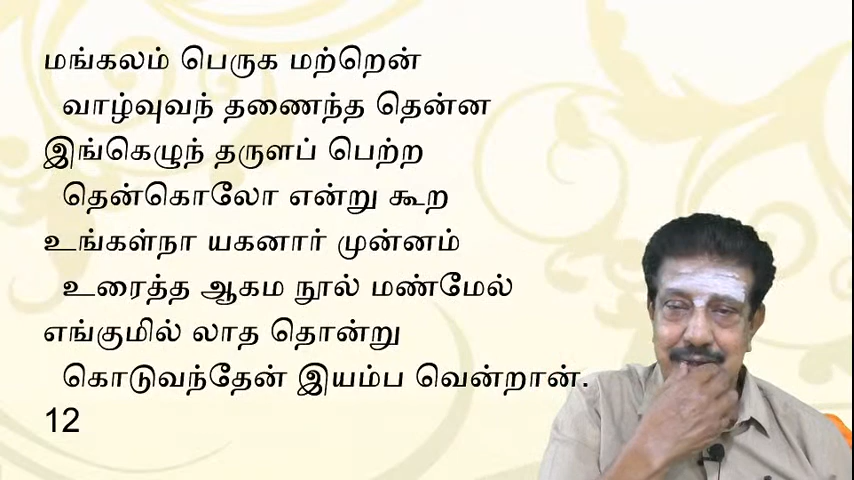 மங்கலம் பெருக மற்றென்
வாழ்வுவந் தணைந்த தென்ன
இங்கெழுந் தருளப் பெற்ற
தென்கொலோ என்று கூற
உங்கள்நா யகனார் முன்னம்
உரைத்த ஆகம நூல் மண்மேல்
எங்குமில் லாத தொன்று
கொடுவந்தேன் இயம்ப வென்றான்.
12